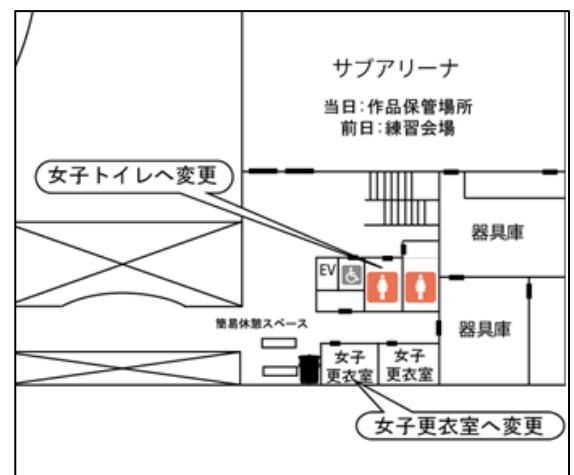 サブアリーナ
当日：作品保管場所
前日：練習会場
女子トイレへ変更
器具庫
EV
簡易休憩スペース
器具庫
女子
更衣室
女子
更衣室
女子更衣室へ変更